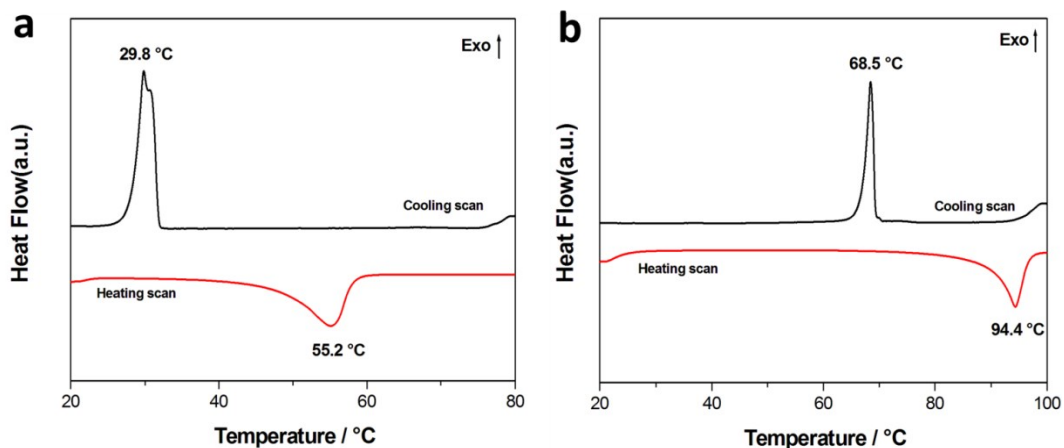 a
Exo
29.8 °C
Heat Flow(a.u.)
Cooling scan
Heating scan
55.2 °C
20
40
60
80
Temperature / °C
b
Exo
68.5 °C
Heat Flow(a.u.)
Cooling scan
Heating scan
94.4 °C
20
40
60
80
100
Temperature / °C